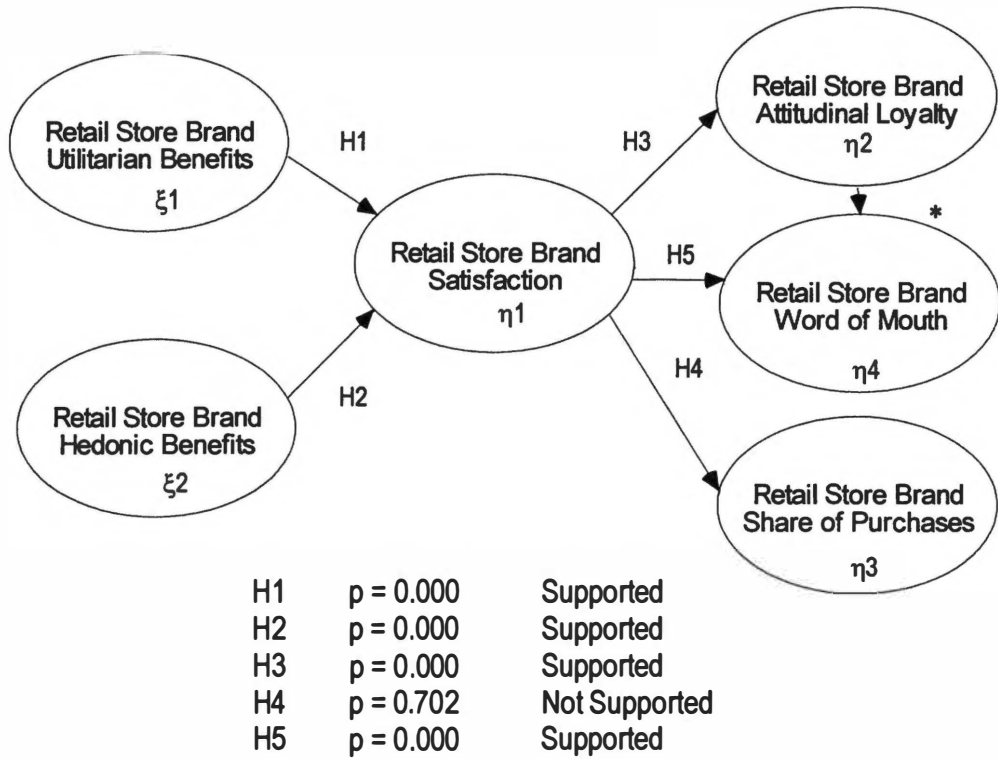 Retail Store Brand
Utilitarian Benefits
ξ1
H1
Retail Store Brand
Hedonic Benefits
ξ2
H2
Retail Store Brand
Satisfaction
η1
H3
H5
H4
Retail Store Brand
Attitudinal Loyalty
η2
*
Retail Store Brand
Word of Mouth
η4
Retail Store Brand
Share of Purchases
η3
H1 p = 0.000 Supported
H2 p = 0.000 Supported
H3 p = 0.000 Supported
H4 p = 0.702 Not Supported
H5 p = 0.000 Supported